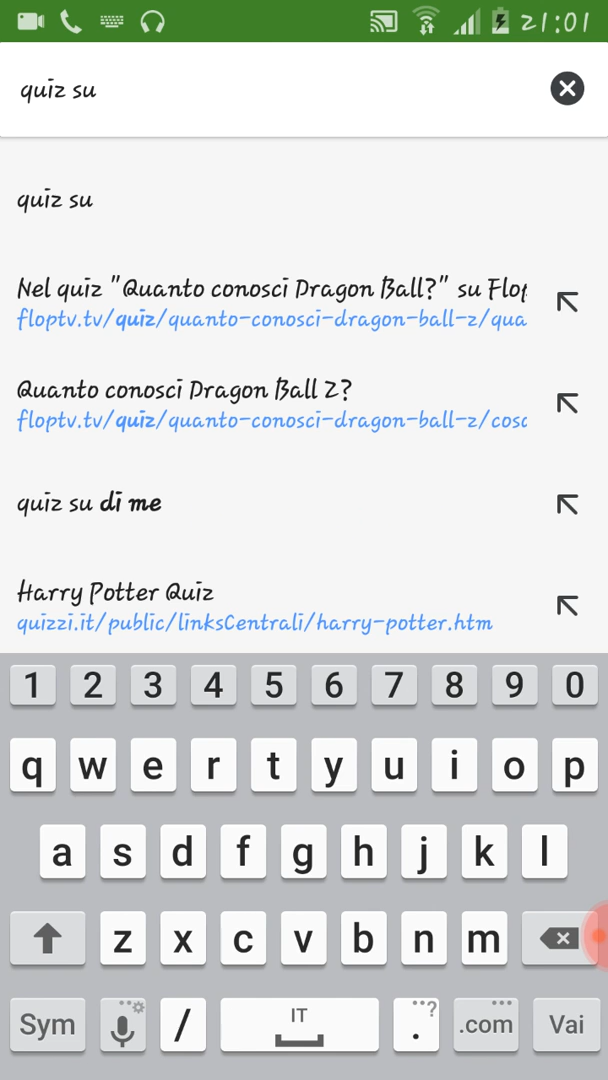 21:01
quiz su
quiz su
Nel quiz "Quanto conosci Dragon Ball?" su Flop
floptv.tv/quiz/quanto-conosci-dragon-ball-z/qua
Quanto conosci Dragon Ball Z?
floptv.tv/quiz/quanto-conosci-dragon-ball-z/cosc
quiz su di me
Harry Potter Quiz
quizzi.it/public/linksCentrali/harry-potter.htm
1 2 3 4 5 6 7 8 9 0
q w e r t y u i o p
a s d f g h j k l
z x c v b n m
Sym / IT . ? .com Vai